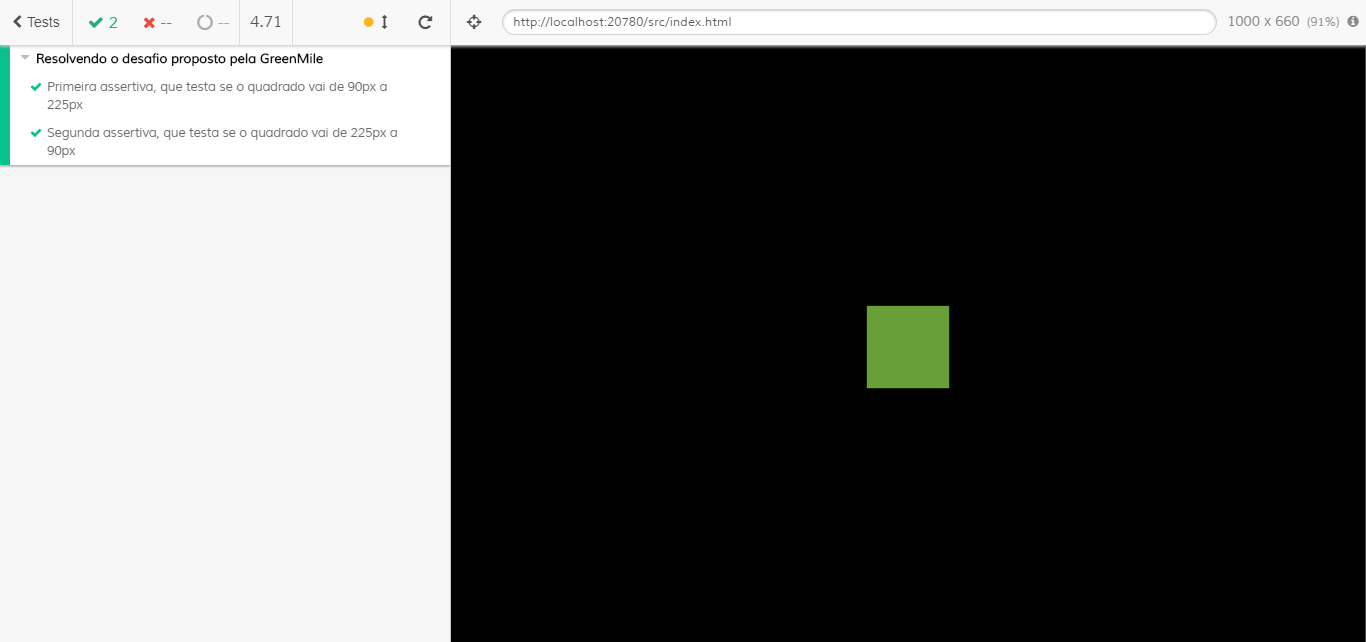 Tests 2 -- -- 4.71 http://localhost:20780/src/index.html 1000 x 660 (91%)
Resolvendo o desafio proposto pela GreenMile
Primeira assertiva, que testa se o quadrado vai de 90px a
225px
Segunda assertiva, que testa se o quadrado vai de 225px a
90px